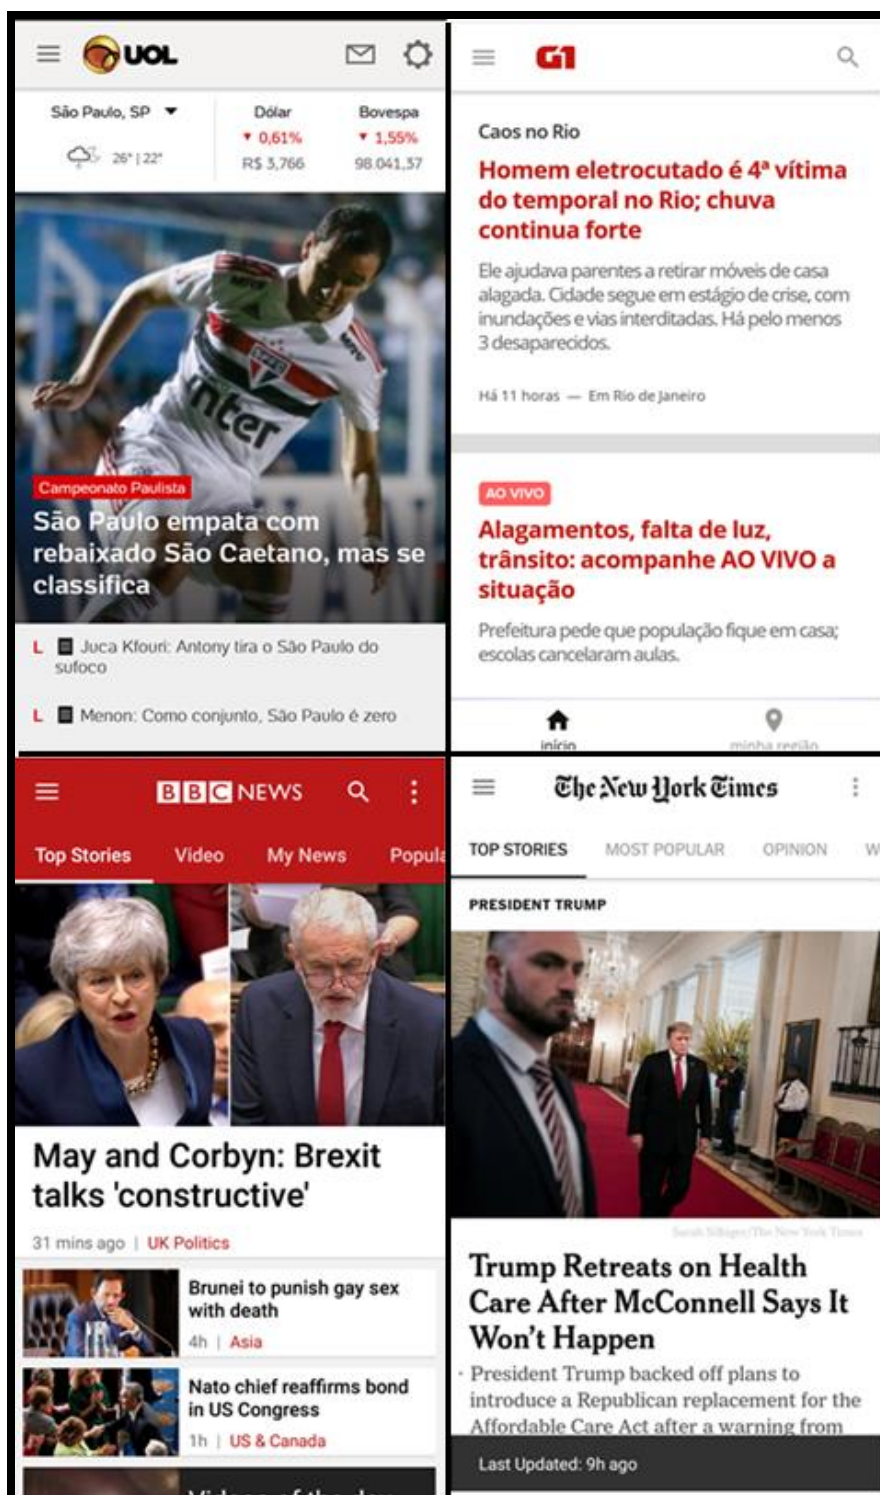 UOL
São Paulo, SP
Dólar
Bovespa
0,61%
1,55%
26° | 22°
R$ 3,766
98.041,37
MRV
MRV
inter
Campeonato Paulista
São Paulo empata com
rebaixado São Caetano, mas se
classifica
L Juca Kfouri: Antony tira o São Paulo do
sufoco
L Menon: Como conjunto, São Paulo é zero
G1
Caos no Rio
Homem eletrocutado é 4ª vítima
do temporal no Rio; chuva
continua forte
Ele ajudava parentes a retirar móveis de casa
alagada. Cidade segue em estágio de crise, com
inundações e vias interditadas. Há pelo menos
3 desaparecidos.
Há 11 horas — Em Rio de Janeiro
AO VIVO
Alagamentos, falta de luz,
trânsito: acompanhe AO VIVO a
situação
Prefeitura pede que população fique em casa;
escolas cancelaram aulas.
início
minha região
BBC NEWS
Top Stories Video My News Popula
May and Corbyn: Brexit
talks 'constructive'
31 mins ago | UK Politics
Brunei to punish gay sex
with death
4h | Asia
Nato chief reaffirms bond
in US Congress
1h | US & Canada
The New York Times
TOP STORIES MOST POPULAR OPINION W
PRESIDENT TRUMP
Trump Retreats on Health
Care After McConnell Says It
Won't Happen
· President Trump backed off plans to
introduce a Republican replacement for the
Affordable Care Act after a warning from
Last Updated: 9h ago